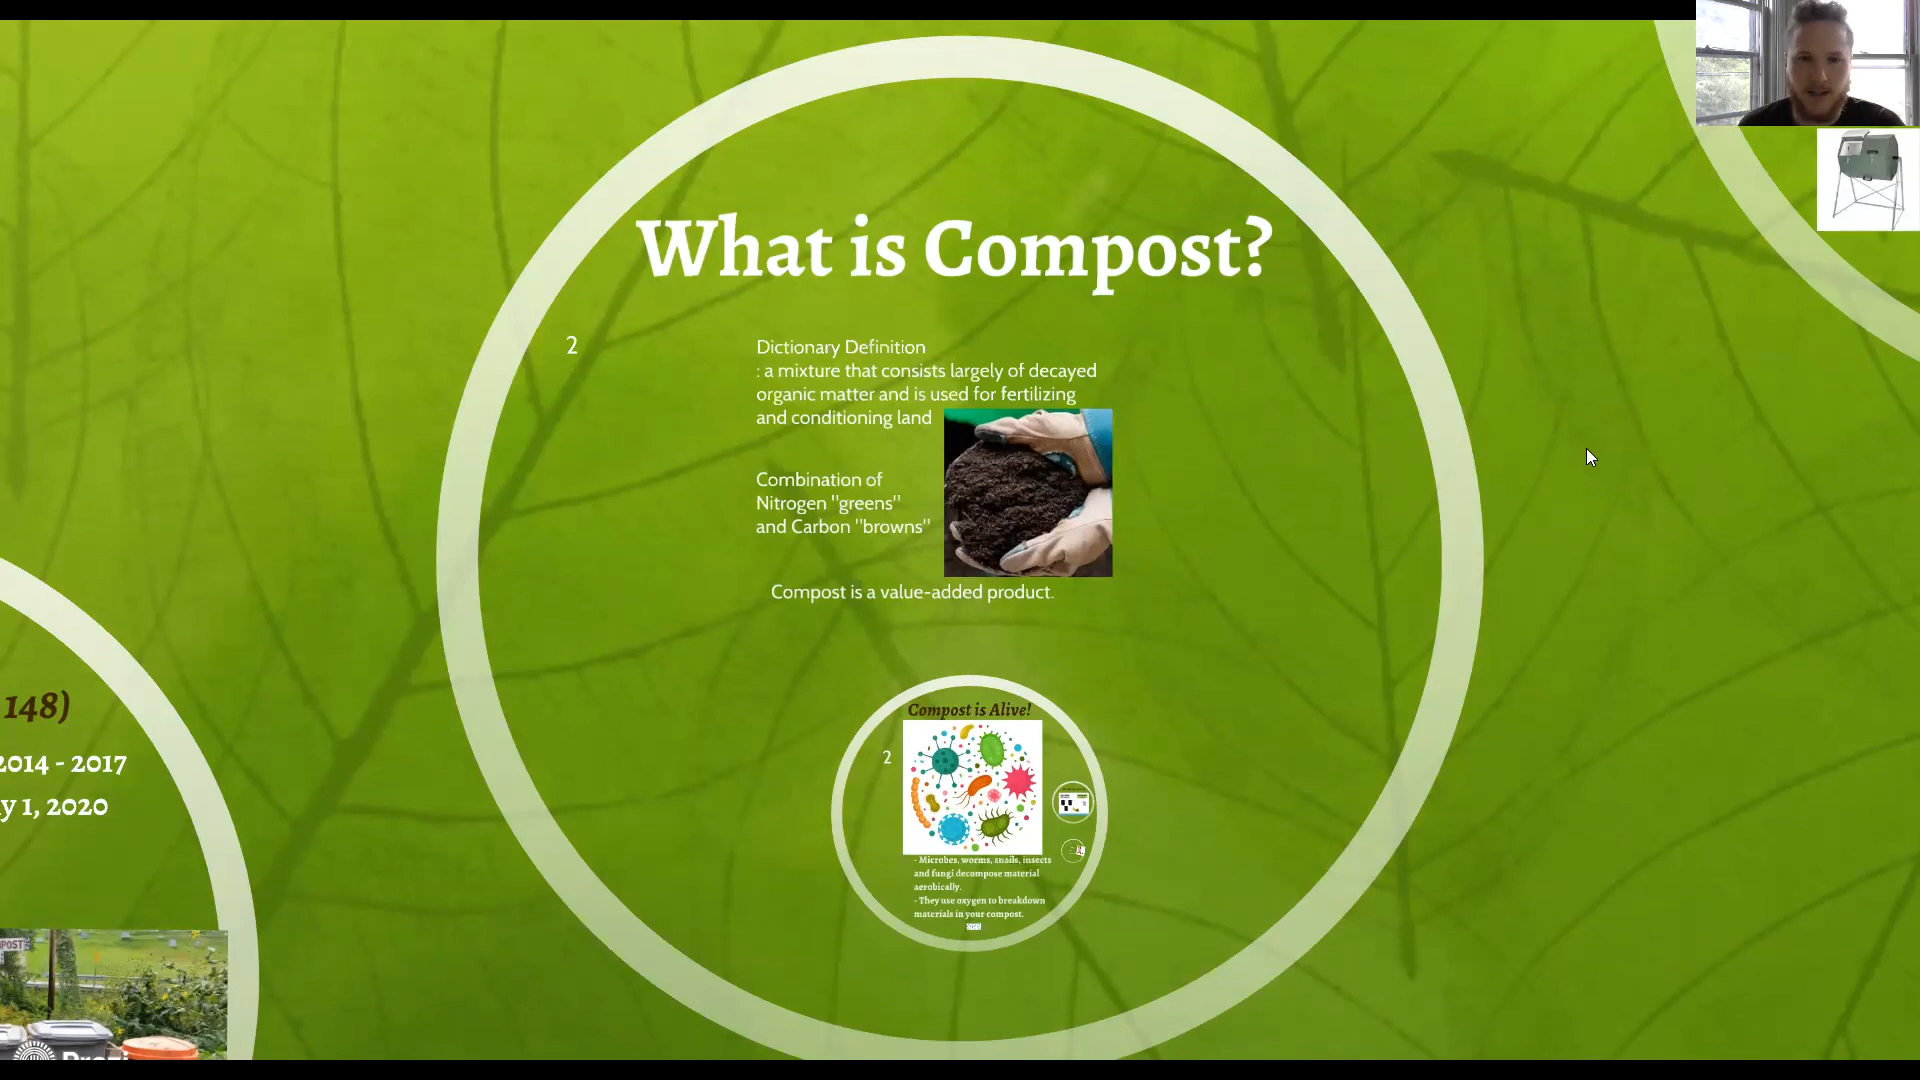 What is Compost?
2
Dictionary Definition
: a mixture that consists largely of decayed
organic matter and is used for fertilizing
and conditioning land
Combination of
Nitrogen "greens"
and Carbon "browns"
Compost is a value-added product.
Compost is Alive!
2
- Microbes, worms, snails, insects
and fungi decompose material
aerobically.
- They use oxygen to breakdown
materials in your compost.
148)
2014 - 2017
y 1, 2020
POST
Prezi